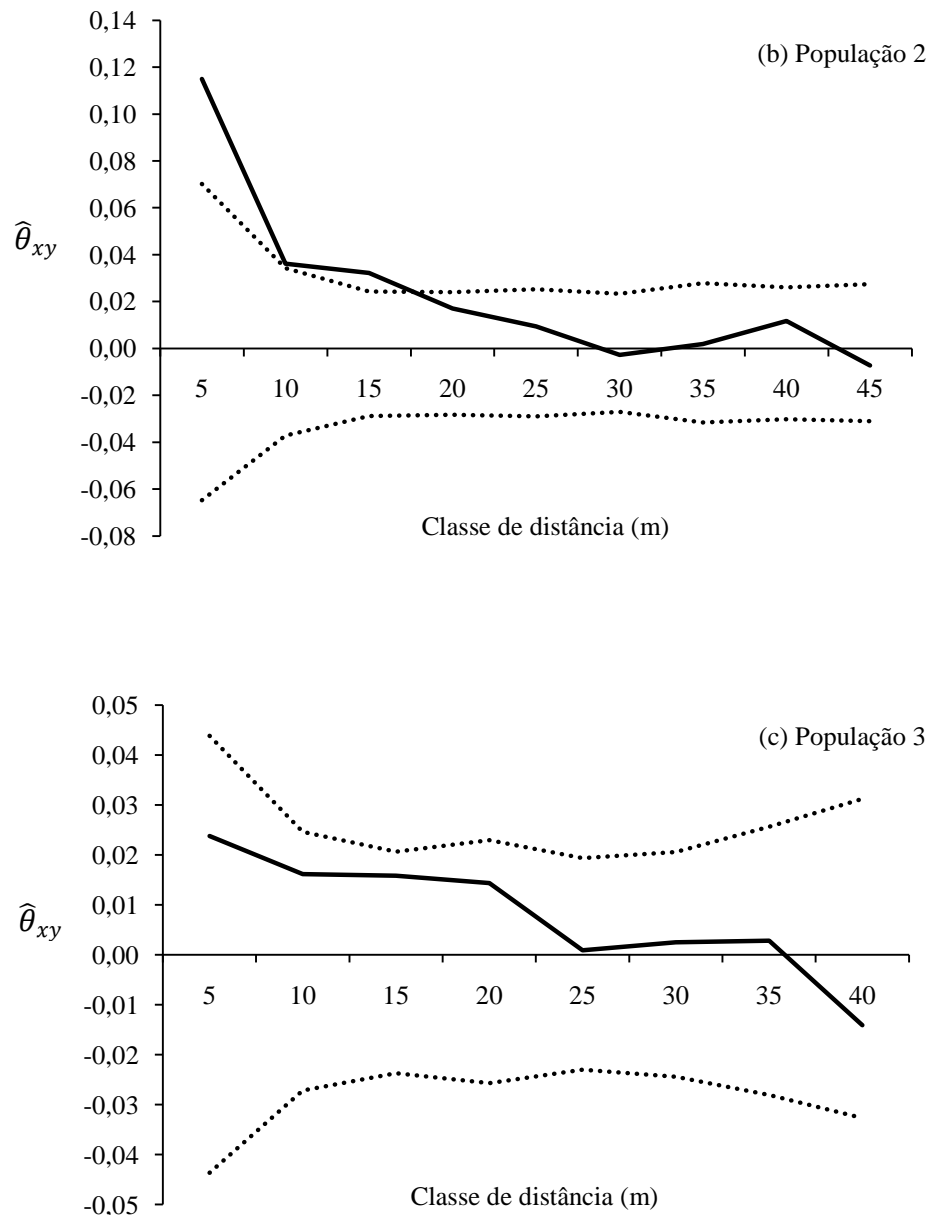 0,14
(b) População 2
0,12
0,10
0,08
0,06
θ̂xy
0,04
0,02
0,00
5 10 15 20 25 30 35 40 45
-0,02
-0,04
-0,06
Classe de distância (m)
-0,08
0,05
(c) População 3
0,04
0,03
0,02
0,01
θ̂xy
0,00
5 10 15 20 25 30 35 40
-0,01
-0,02
-0,03
-0,04
Classe de distância (m)
-0,05